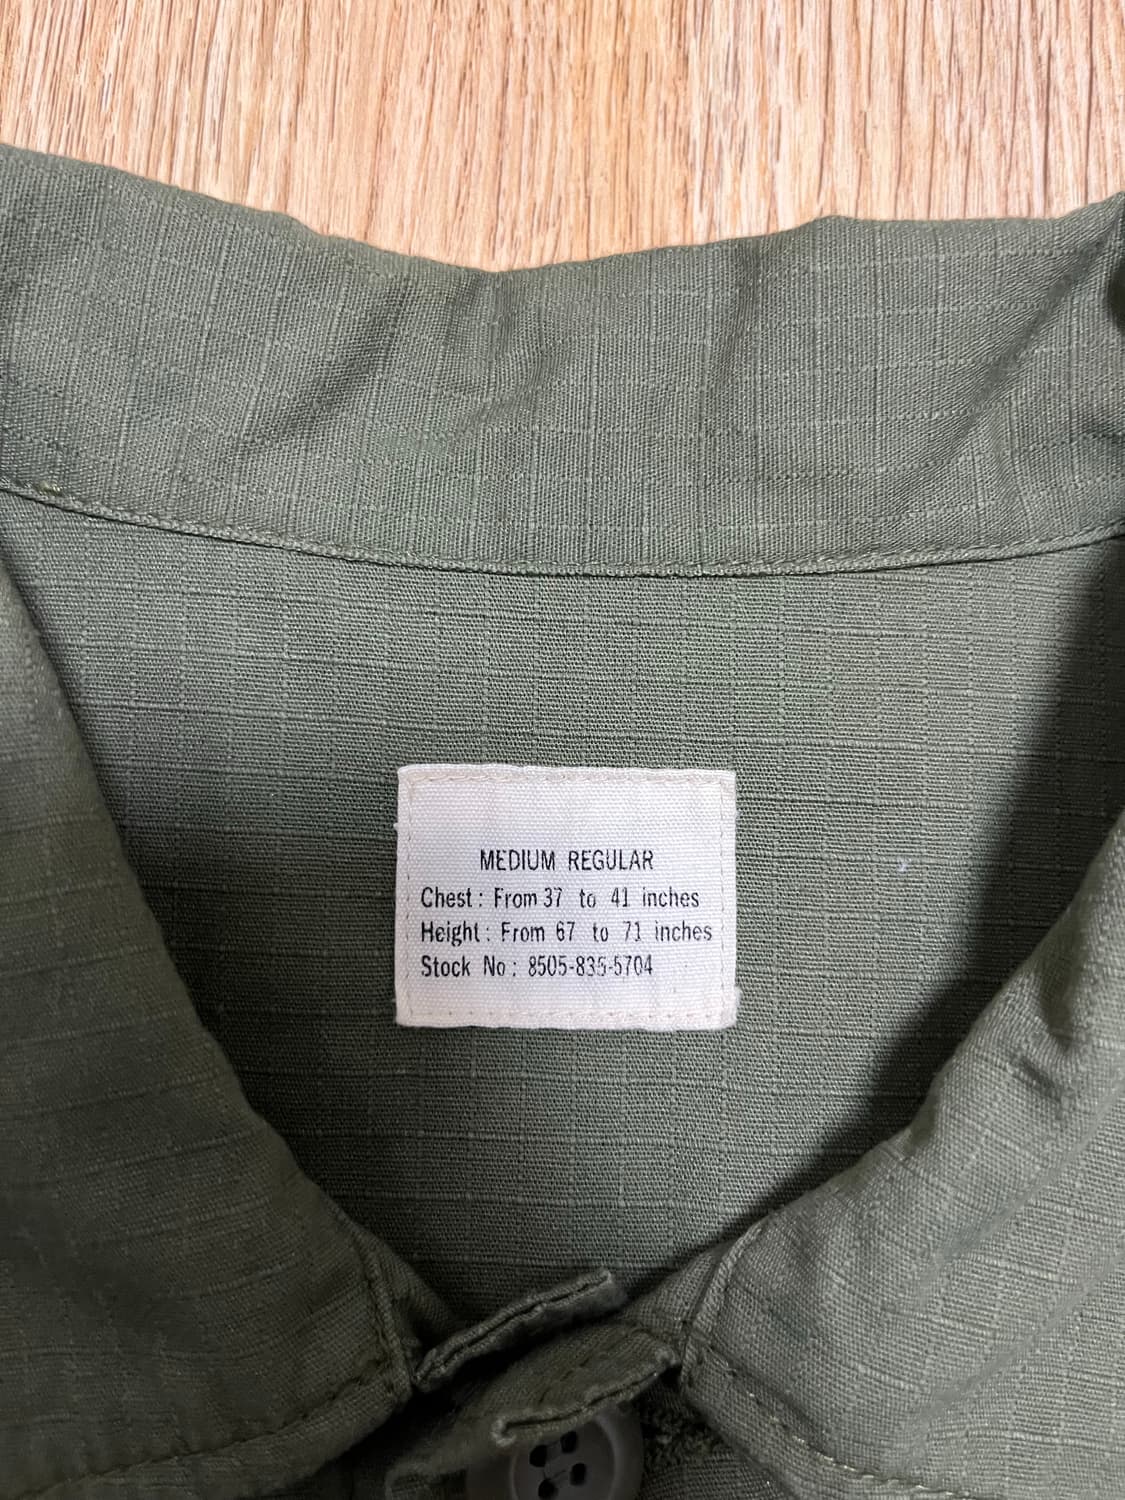 MEDIUM REGULAR
Chest : From 37 to 41 inches
Height : From 67 to 71 inches
Stock No : 8505-835-5704